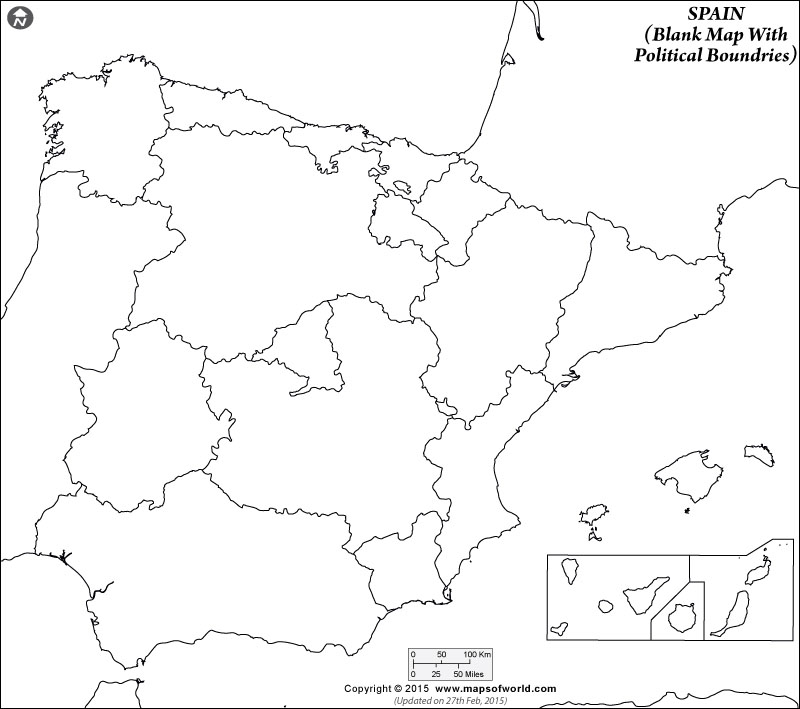 N
SPAIN
(Blank Map With
Political Boundries)
0 50 100 Km
0 25 50 Miles
Copyright © 2015 www.mapsofworld.com
(Updated on 27th Feb, 2015)